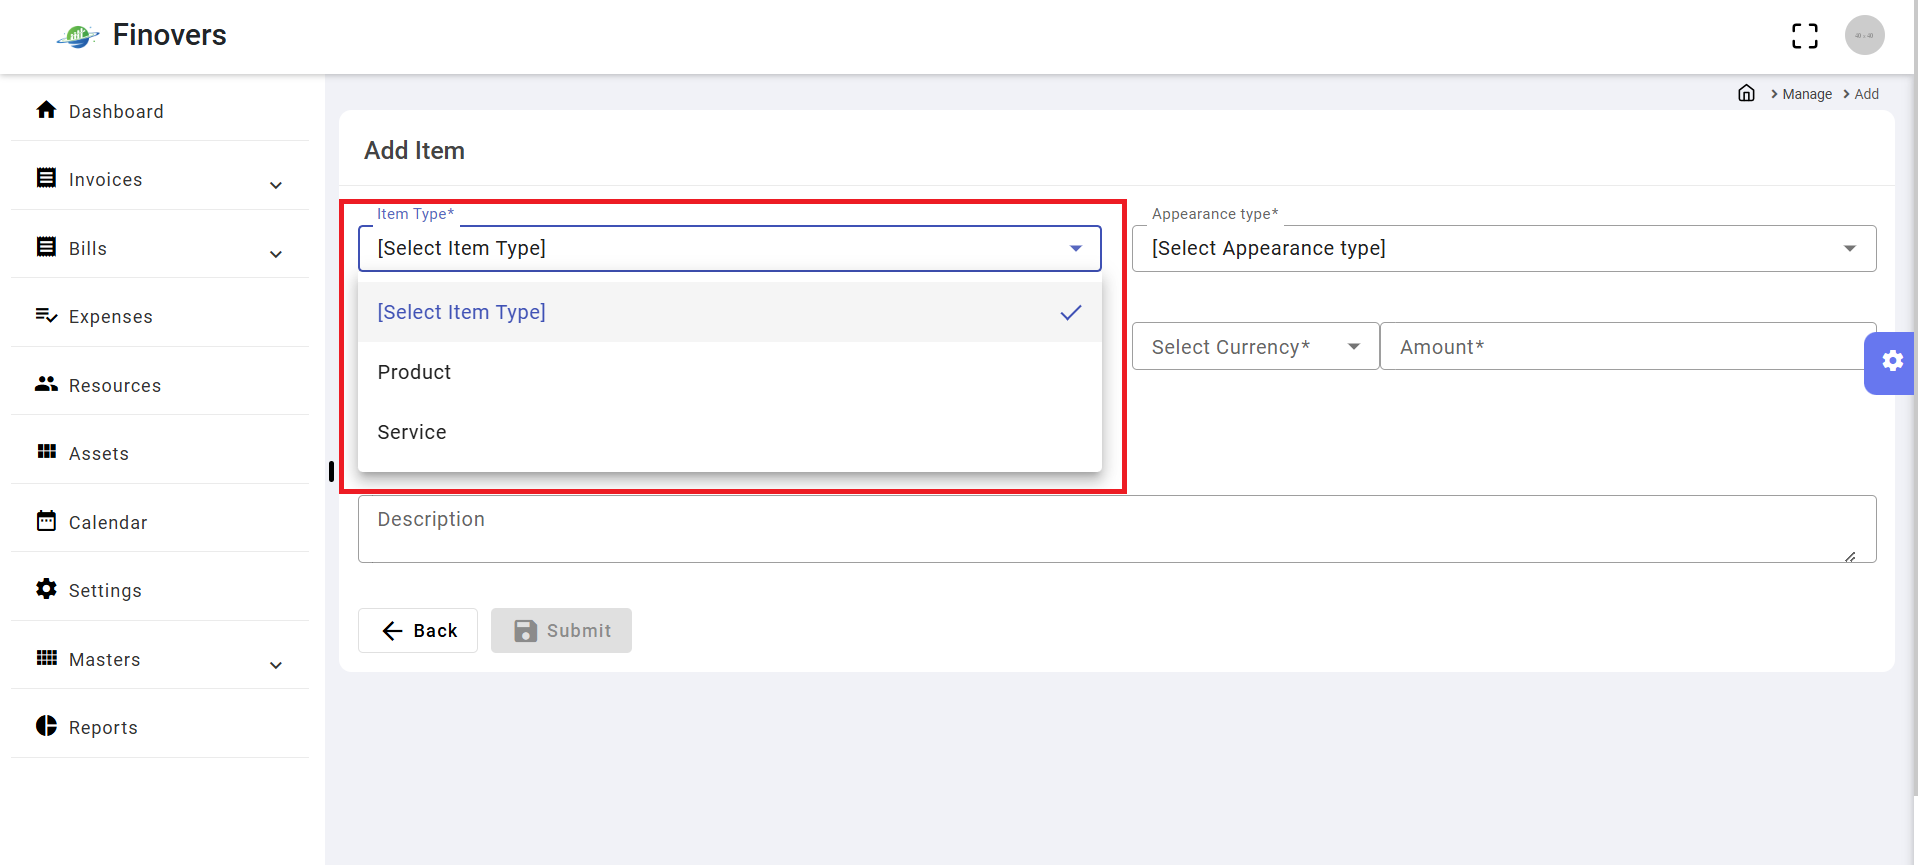 Finovers
Dashboard
Invoices
Bills
Expenses
Resources
Assets
Calendar
Settings
Masters
Reports
Manage
Add
Add Item
Item Type*
[Select Item Type]
[Select Item Type]
Product
Service
Appearance type*
[Select Appearance type]
Select Currency*
Amount*
Description
Back
Submit